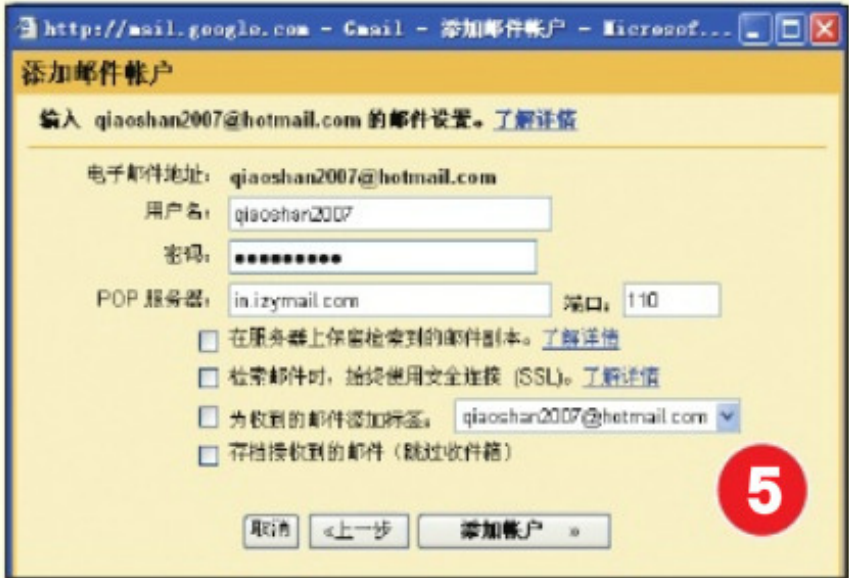 http://mail.google.com - Gmail - 添加邮件帐户 - Microsof...
添加邮件帐户
输入 qiaoshan2007@hotmail.com 的邮件设置。了解详情
电子邮件地址: qiaoshan2007@hotmail.com
用户名: qiaoshan2007
密码: ●●●●●●●●●
POP 服务器: in.izymail.com 端口: 110
在服务器上保留检索到的邮件副本。了解详情
检索邮件时，始终使用安全连接 (SSL)。了解详情
为收到的邮件添加标签: qiaoshan2007@hotmail.com
存档接收到的邮件（跳过收件箱）
取消 «上一步 添加帐户 »
5